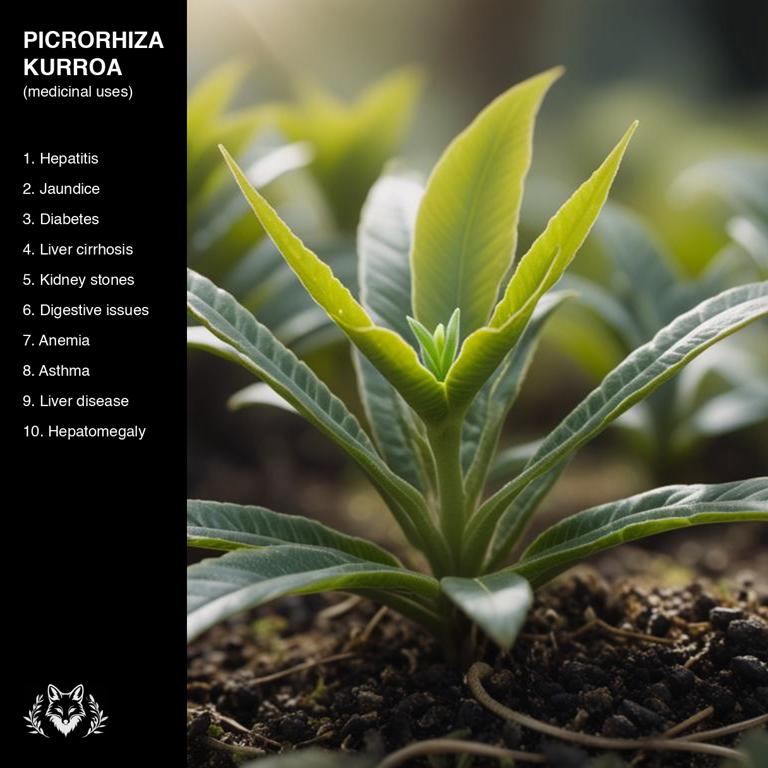 PICRORHIZA
KURROA
(medicinal uses)
1. Hepatitis
2. Jaundice
3. Diabetes
4. Liver cirrhosis
5. Kidney stones
6. Digestive issues
7. Anemia
8. Asthma
9. Liver disease
10. Hepatomegaly